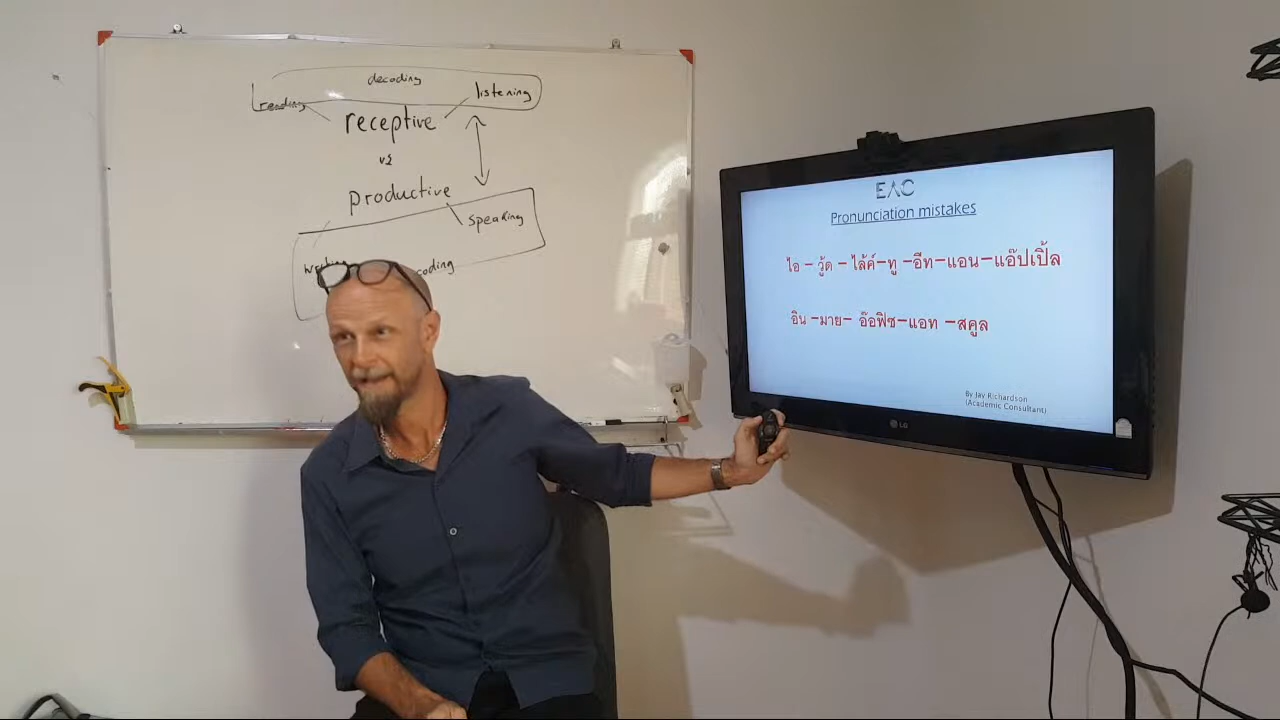 decoding
reading listening
receptive
vs
productive
speaking
EAC
Pronunciation mistakes
ไอ – วู้ด – ไล้ค์–ทู –อีท–แอน–แอ๊ปเปิ้ล
อิน –มาย– อ๊อฟิซ–แอท –สคูล
By Jay Richardson
(Academic Consultant)
LG